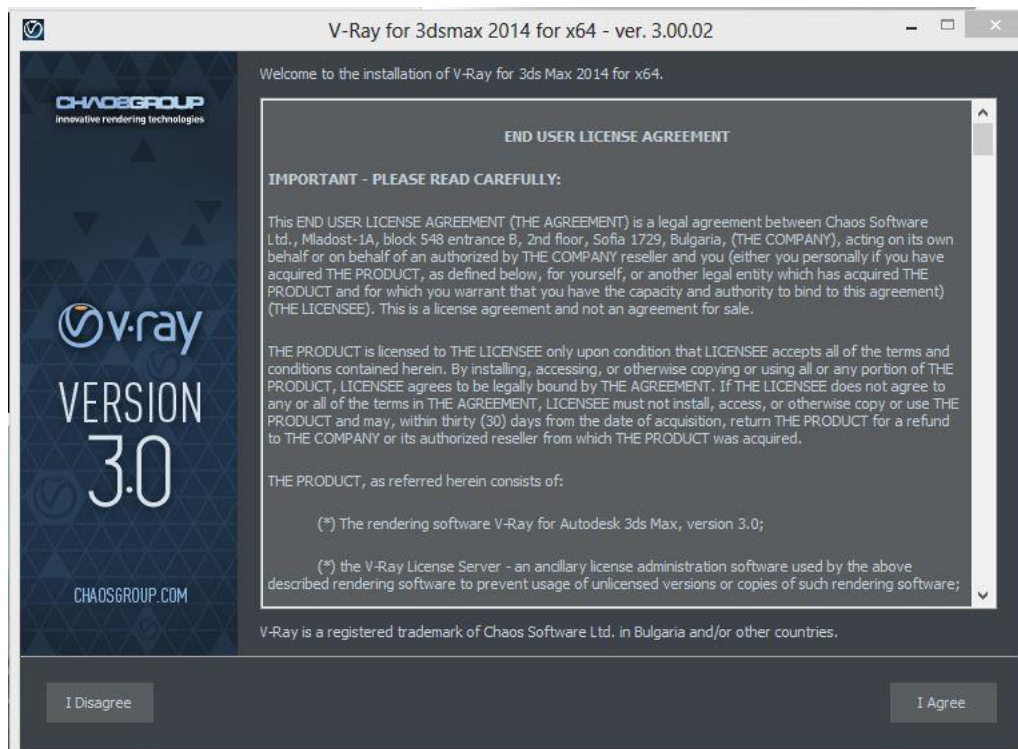 V-Ray for 3dsmax 2014 for x64 - ver. 3.00.02
CHAOSGROUP
innovative rendering technologies
v·ray
VERSION
3.0
CHAOSGROUP.COM
Welcome to the installation of V-Ray for 3ds Max 2014 for x64.
END USER LICENSE AGREEMENT
IMPORTANT - PLEASE READ CAREFULLY:
This END USER LICENSE AGREEMENT (THE AGREEMENT) is a legal agreement between Chaos Software
Ltd., Mladost-1A, block 548 entrance B, 2nd floor, Sofia 1729, Bulgaria, (THE COMPANY), acting on its own
behalf or on behalf of an authorized by THE COMPANY reseller and you (either you personally if you have
acquired THE PRODUCT, as defined below, for yourself, or another legal entity which has acquired THE
PRODUCT and for which you warrant that you have the capacity and authority to bind to this agreement)
(THE LICENSEE). This is a license agreement and not an agreement for sale.
THE PRODUCT is licensed to THE LICENSEE only upon condition that LICENSEE accepts all of the terms and
conditions contained herein. By installing, accessing, or otherwise copying or using all or any portion of THE
PRODUCT, LICENSEE agrees to be legally bound by THE AGREEMENT. If THE LICENSEE does not agree to
any or all of the terms in THE AGREEMENT, LICENSEE must not install, access, or otherwise copy or use THE
PRODUCT and may, within thirty (30) days from the date of acquisition, return THE PRODUCT for a refund
to THE COMPANY or its authorized reseller from which THE PRODUCT was acquired.
THE PRODUCT, as referred herein consists of:
(*) The rendering software V-Ray for Autodesk 3ds Max, version 3.0;
(*) the V-Ray License Server - an ancillary license administration software used by the above
described rendering software to prevent usage of unlicensed versions or copies of such rendering software;
V-Ray is a registered trademark of Chaos Software Ltd. in Bulgaria and/or other countries.
I Disagree
I Agree